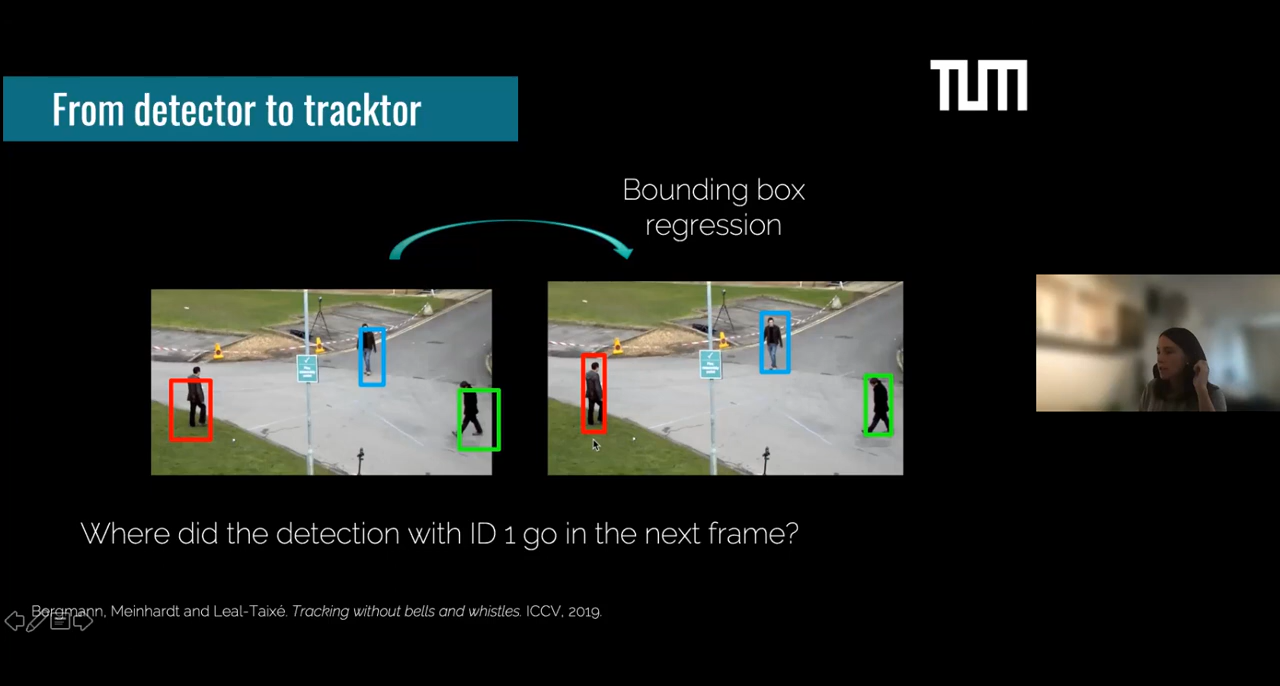 From detector to tracktor
TUM
Bounding box
regression
Where did the detection with ID 1 go in the next frame?
Bergmann, Meinhardt and Leal-Taixé. Tracking without bells and whistles. ICCV, 2019.